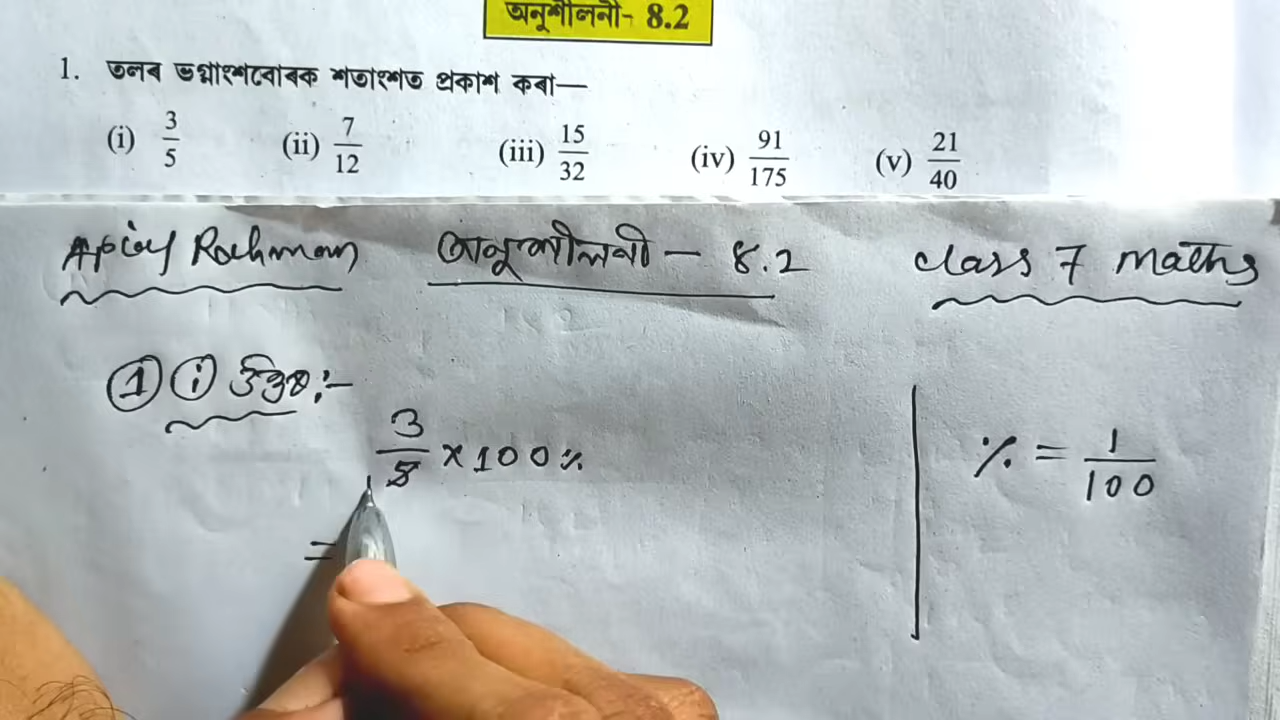 অনুশীলনী- 8.2
1. তলৰ ভগ্নাংশবোৰক শতাংশত প্ৰকাশ কৰা—
(i) 3/5 (ii) 7/12 (iii) 15/32 (iv) 91/175 (v) 21/40
Apiy Rahman অনুশীলনী - 8.2 class 7 maths
1 i উত্তৰ:-
3/5 x 100% % = 1/100
=